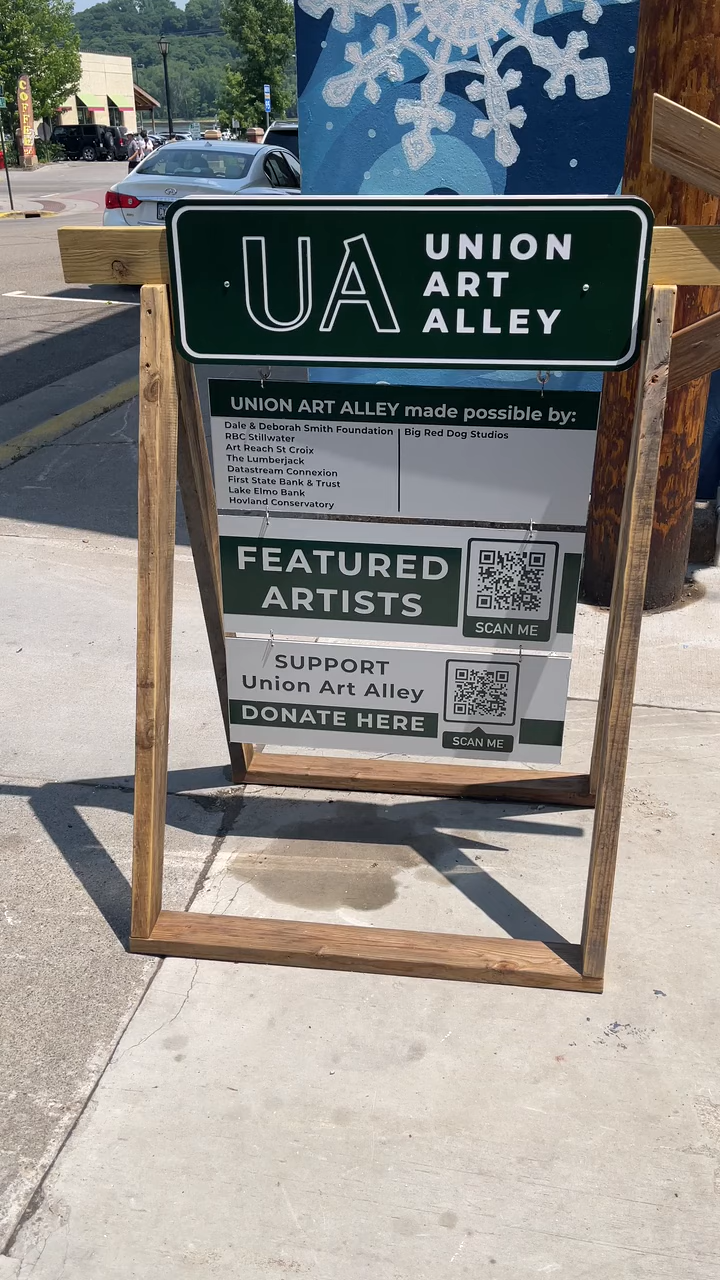 COFFEE
UA
UNION
ART
ALLEY
UNION ART ALLEY made possible by:
Dale & Deborah Smith Foundation
RBC Stillwater
Art Reach St Croix
The Lumberjack
Datastream Connexion
First State Bank & Trust
Lake Elmo Bank
Hovland Conservatory
Big Red Dog Studios
FEATURED
ARTISTS
SCAN ME
SUPPORT
Union Art Alley
DONATE HERE
SCAN ME